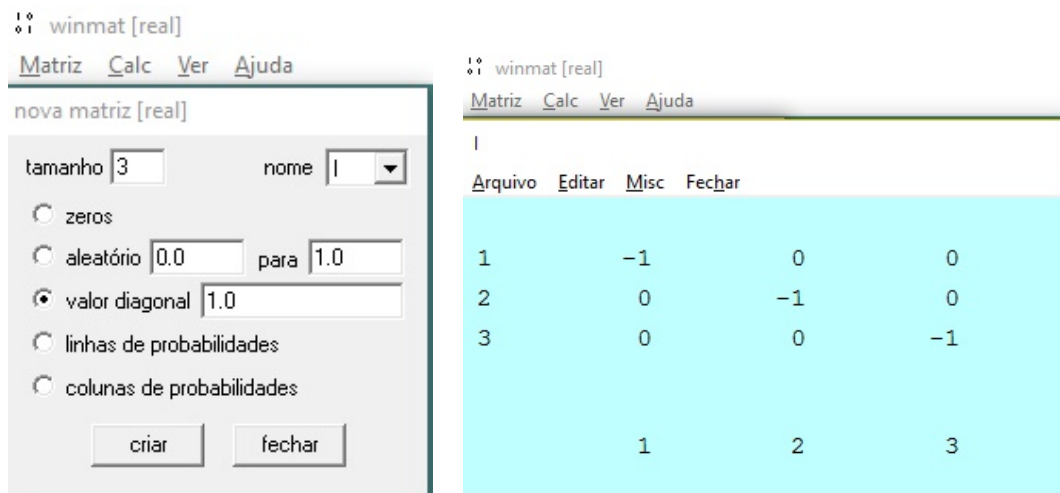 winmat [real]
Matriz Calc Ver Ajuda
nova matriz [real]
tamanho 3 nome I
zeros
aleatório 0.0 para 1.0
valor diagonal 1.0
linhas de probabilidades
colunas de probabilidades
criar fechar
winmat [real]
Matriz Calc Ver Ajuda
I
Arquivo Editar Misc Fechar
1 -1 0 0
2 0 -1 0
3 0 0 -1
1 2 3